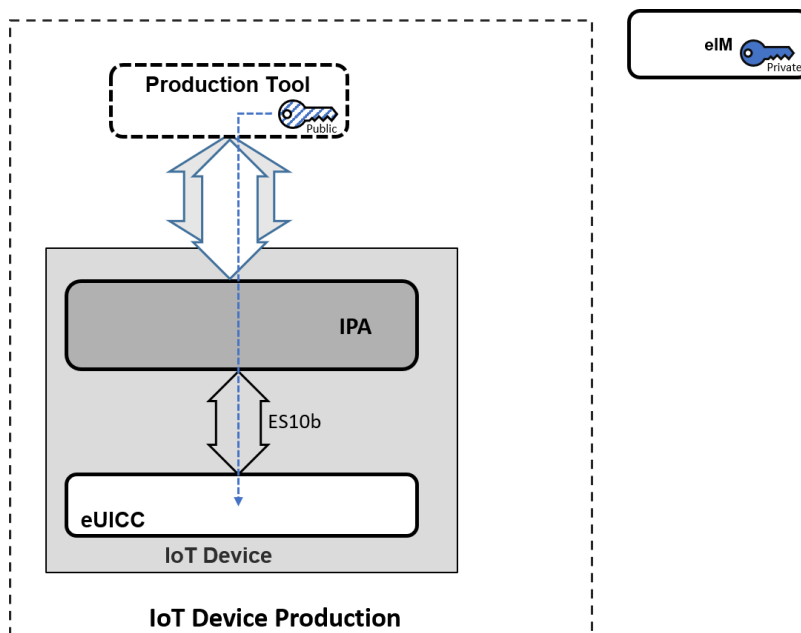 eIM
Private
Production Tool
Public
IPA
ES10b
eUICC
IoT Device
IoT Device Production